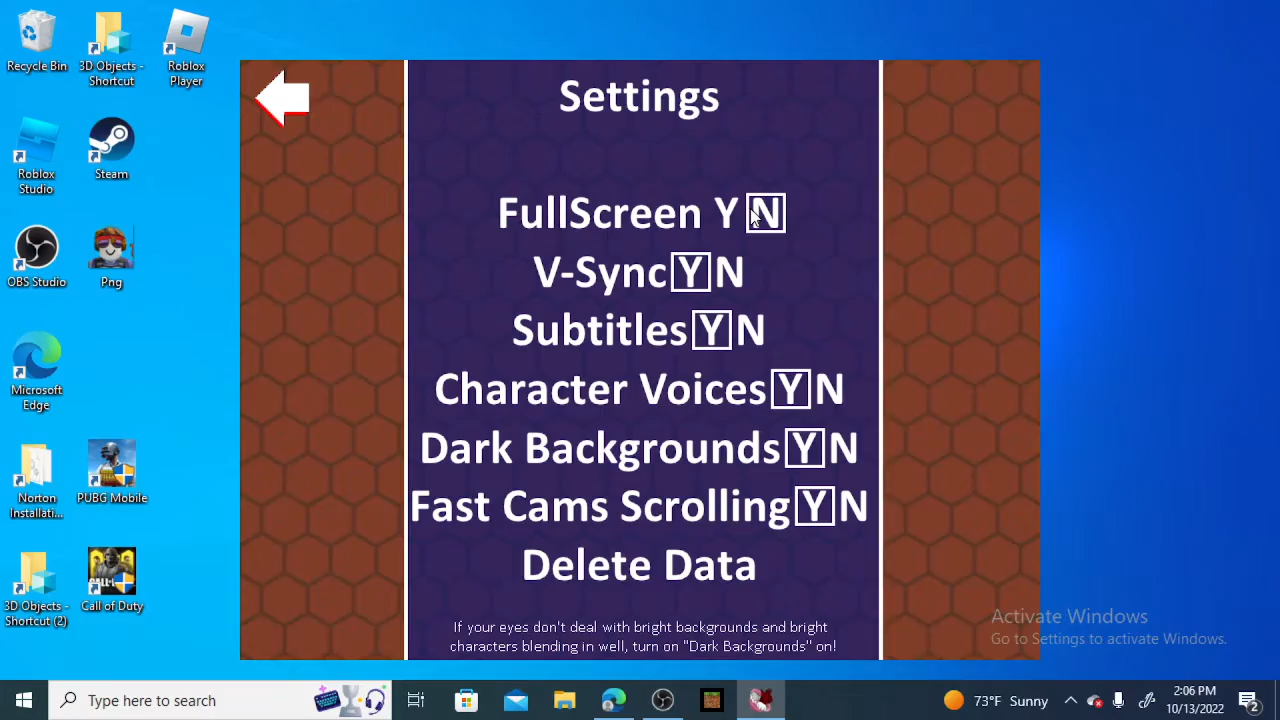 Recycle Bin
3D Objects -
Shortcut
Roblox
Player
Roblox
Studio
Steam
OBS Studio
Png
Microsoft
Edge
Norton
Installati...
PUBG Mobile
3D Objects -
Shortcut (2)
Call of Duty
Settings
FullScreen Y N
V-Sync Y N
Subtitles Y N
Character Voices Y N
Dark Backgrounds Y N
Fast Cams Scrolling Y N
Delete Data
If your eyes don't deal with bright backgrounds and bright
characters blending in well, turn on "Dark Backgrounds" on!
Activate Windows
Go to Settings to activate Windows.
Type here to search
73°F Sunny
2:06 PM
10/13/2022
2